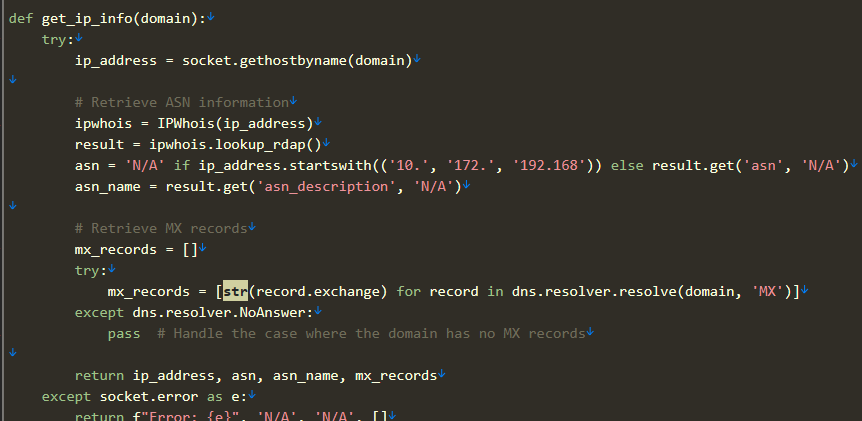 def get_ip_info(domain):↓
    try:↓
        ip_address = socket.gethostbyname(domain)↓
↓
        # Retrieve ASN information↓
        ipwhois = IPWhois(ip_address)↓
        result = ipwhois.lookup_rdap()↓
        asn = 'N/A' if ip_address.startswith(('10.', '172.', '192.168')) else result.get('asn', 'N/A')↓
        asn_name = result.get('asn_description', 'N/A')↓
↓
        # Retrieve MX records↓
        mx_records = []↓
        try:↓
            mx_records = [str(record.exchange) for record in dns.resolver.resolve(domain, 'MX')]↓
        except dns.resolver.NoAnswer:↓
            pass  # Handle the case where the domain has no MX records↓
↓
        return ip_address, asn, asn_name, mx_records↓
    except socket.error as e:↓
        return f"Error: {e}", 'N/A', 'N/A', []↓